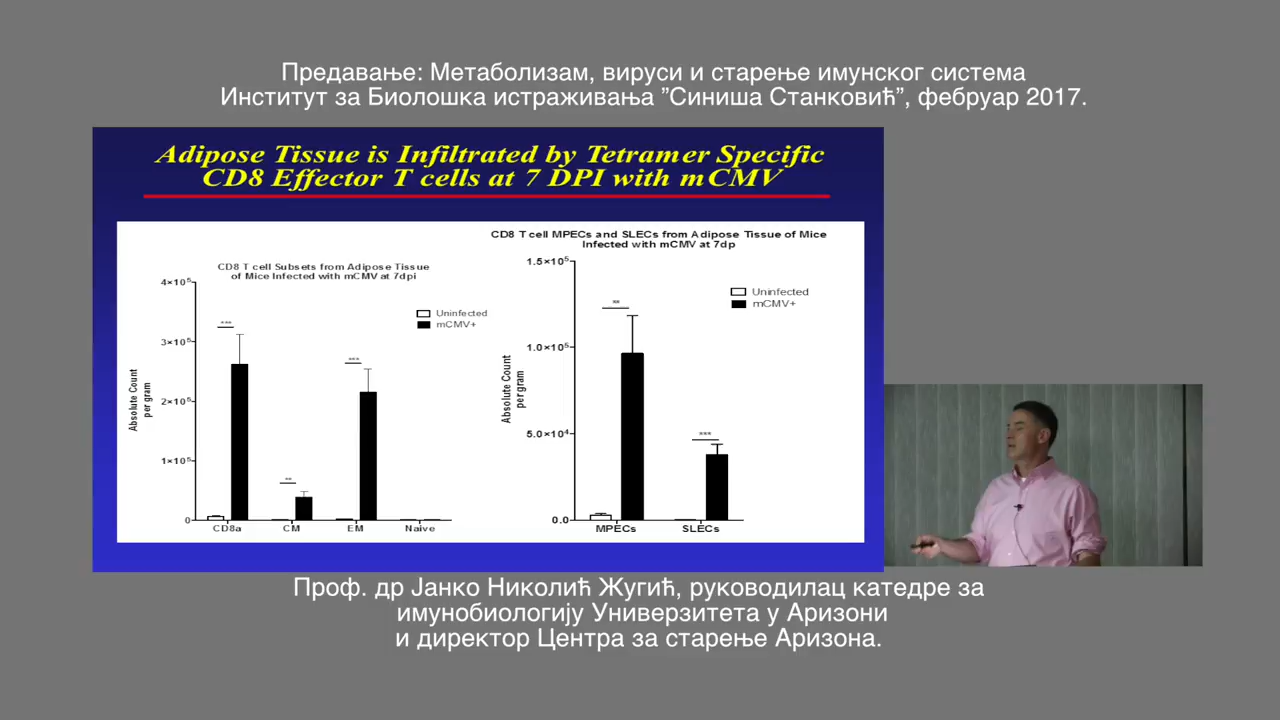 Предавање: Метаболизам, вируси и старење имунског система
Институт за Биолошка истраживања ”Синиша Станковић”, фебруар 2017.
Adipose Tissue is Infiltrated by Tetramer Specific
CD8 Effector T cells at 7 DPI with mCMV
CD8 T cell Subsets from Adipose Tissue
of Mice Infected with mCMV at 7dpi
Uninfected
mCMV+
Absolute Count
per gram
4×10⁵
3×10⁵
2×10⁵
1×10⁵
0
***
**
***
CD8a
CM
EM
Naive
CD8 T cell MPECs and SLECs from Adipose Tissue of Mice
Infected with mCMV at 7dp
Uninfected
mCMV+
Absolute Count
per gram
1.5×10⁵
1.0×10⁵
5.0×10⁴
0.0
**
***
MPECs
SLECs
Проф. др Јанко Николић Жугић, руководилац катедре за
имунобиологију Универзитета у Аризони
и директор Центра за старење Аризона.